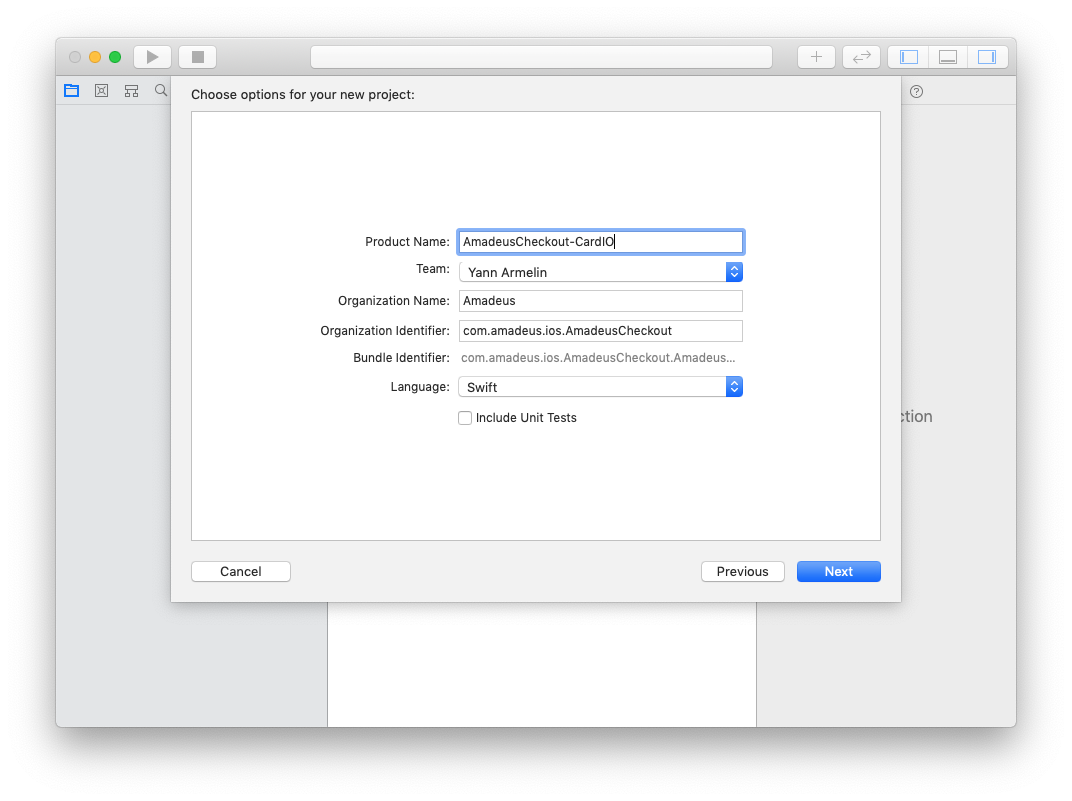 Choose options for your new project:
Product Name: AmadeusCheckout-CardIO
Team: Yann Armelin
Organization Name: Amadeus
Organization Identifier: com.amadeus.ios.AmadeusCheckout
Bundle Identifier: com.amadeus.ios.AmadeusCheckout.Amadeus...
Language: Swift
ction
Include Unit Tests
Cancel Previous Next